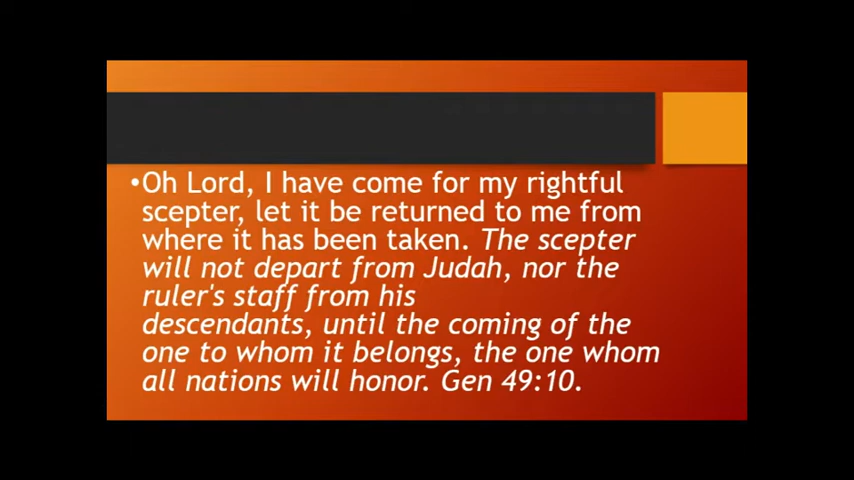 •Oh Lord, I have come for my rightful
scepter, let it be returned to me from
where it has been taken. The scepter
will not depart from Judah, nor the
ruler's staff from his
descendants, until the coming of the
one to whom it belongs, the one whom
all nations will honor. Gen 49:10.